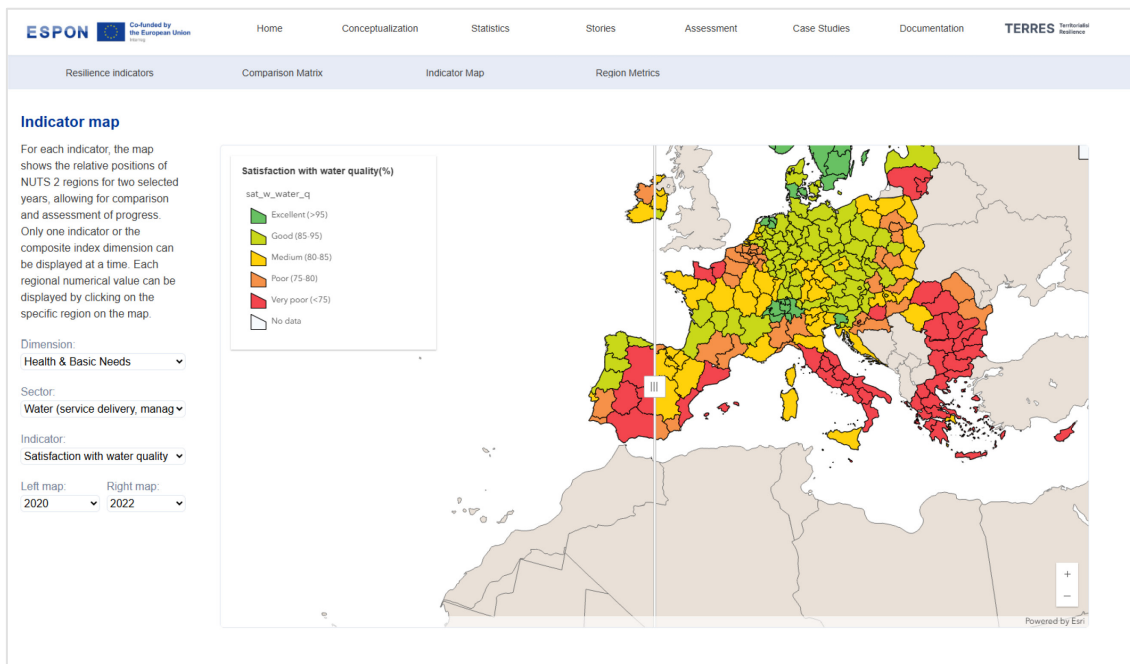 ESPON
Co-funded by
the European Union
Interreg
Home
Conceptualization
Statistics
Stories
Assessment
Case Studies
Documentation
TERRES
Territorialist
Resilience
Resilience indicators
Comparison Matrix
Indicator Map
Region Metrics
Indicator map
For each indicator, the map
shows the relative positions of
NUTS 2 regions for two selected
years, allowing for comparison
and assessment of progress.
Only one indicator or the
composite index dimension can
be displayed at a time. Each
regional numerical value can be
displayed by clicking on the
specific region on the map.
Dimension:
Health & Basic Needs
Sector:
Water (service delivery, manag
Indicator:
Satisfaction with water quality
Left map:
Right map:
2020
2022
Satisfaction with water quality(%)
sat_w_water_q
Excellent (>95)
Good (85-95)
Medium (80-85)
Poor (75-80)
Very poor (<75)
No data
+
−
Powered by Esri